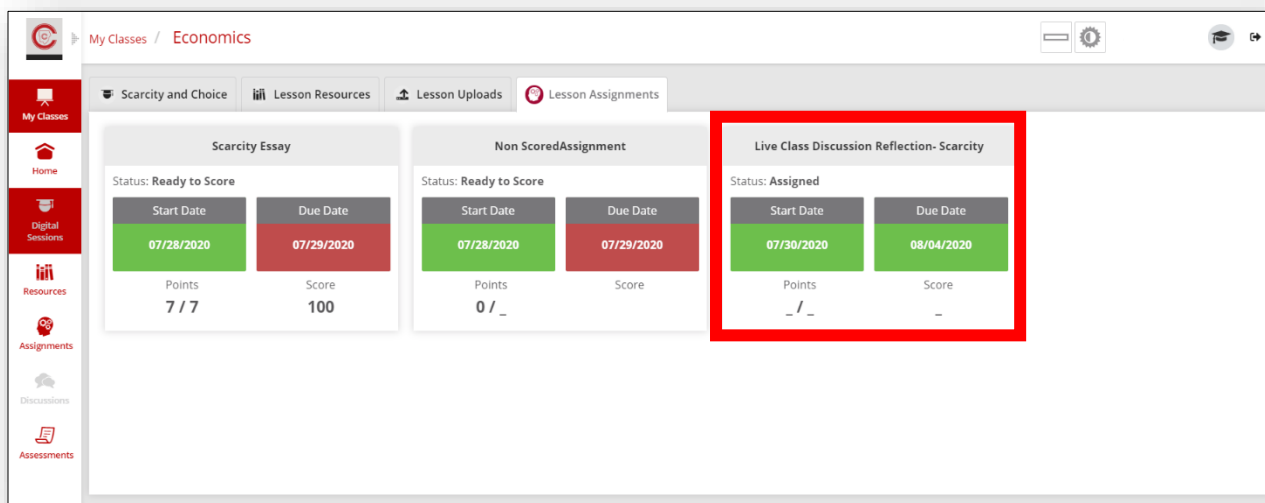 My Classes / Economics
My Classes
Home
Digital
Sessions
Resources
Assignments
Discussions
Assessments
Scarcity and Choice
Lesson Resources
Lesson Uploads
Lesson Assignments
Scarcity Essay
Status: Ready to Score
Start Date Due Date
07/28/2020 07/29/2020
Points Score
7 / 7 100
Non ScoredAssignment
Status: Ready to Score
Start Date Due Date
07/28/2020 07/29/2020
Points Score
0 / _
Live Class Discussion Reflection- Scarcity
Status: Assigned
Start Date Due Date
07/30/2020 08/04/2020
Points Score
_ / _ _